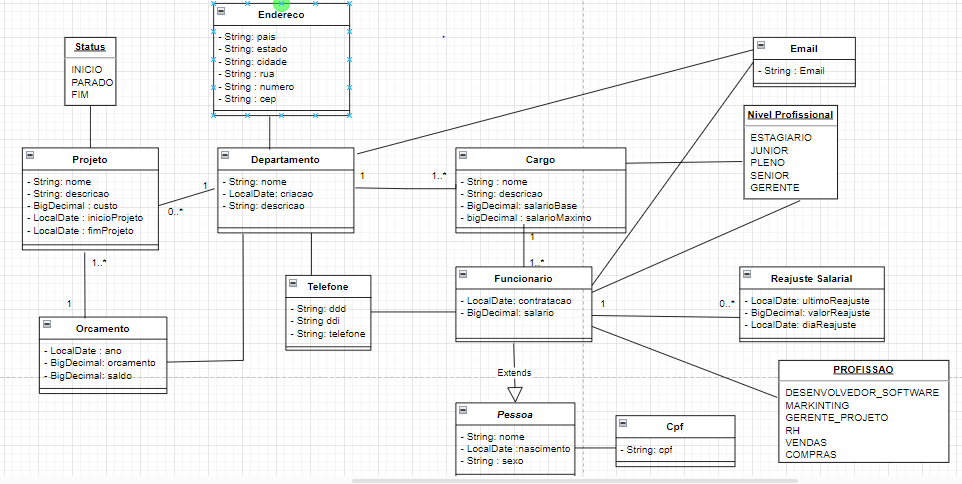 Endereco
- String: pais
- String: estado
- String: cidade
- String : rua
- String : numero
- String : cep
Status
INICIO
PARADO
FIM
Email
- String : Email
Nivel Profissional
ESTAGIARIO
JUNIOR
PLENO
SENIOR
GERENTE
Projeto
- String: nome
- String: descricao
- BigDecimal : custo
- LocalDate : inicioProjeto
- LocalDate : fimProjeto
1
0..*
Departamento
- String: nome
- LocalDate: criacao
- String: descricao
1
1..*
Cargo
- String : nome
- String: descricao
- BigDecimal : salarioBase
- bigDecimal : salarioMaximo
1
1..*
1..*
1
Telefone
- String: ddd
- String: ddi
- String: telefone
Funcionario
- LocalDate: contratacao
- BigDecimal: salario
1
0..*
Reajuste Salarial
- LocalDate: ultimoReajuste
- BigDecimal: valorReajuste
- LocalDate: diaReajuste
Orcamento
- LocalDate : ano
- BigDecimal: orcamento
- BigDecimal: saldo
Extends
PROFISSAO
DESENVOLVEDOR_SOFTWARE
MARKINTING
GERENTE_PROJETO
RH
VENDAS
COMPRAS
Pessoa
- String: nome
- LocalDate :nascimento
- String : sexo
Cpf
- String: cpf